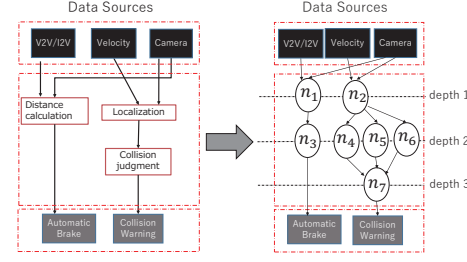 Data Sources
V2V/I2V
Velocity
Camera
Distance
calculation
Localization
Collision
judgment
Automatic
Brake
Collision
Warning
Data Sources
V2V/I2V
Velocity
Camera
n1
n2
depth 1
n3
n4
n5
n6
depth 2
n7
depth 3
Automatic
Brake
Collision
Warning